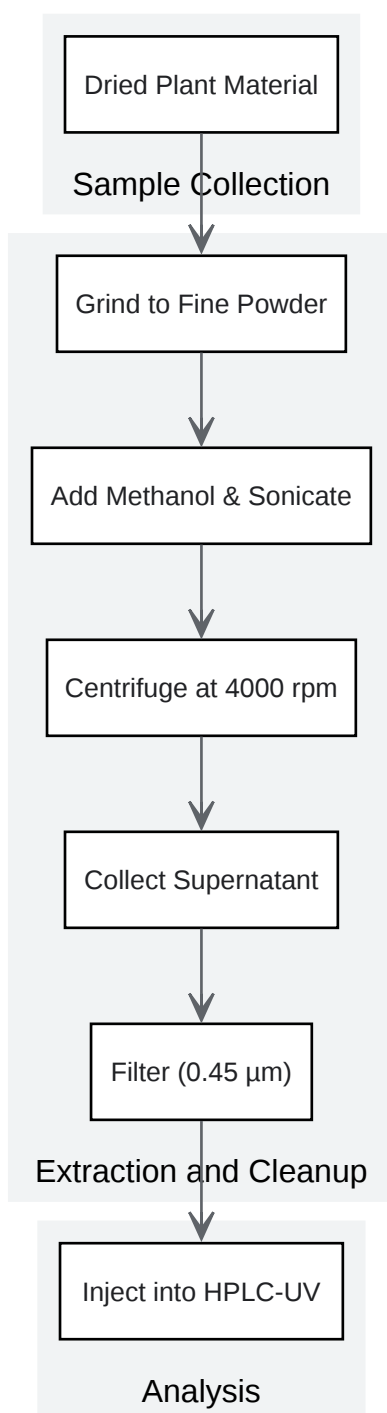 Dried Plant Material
Sample Collection
Grind to Fine Powder
Add Methanol & Sonicate
Centrifuge at 4000 rpm
Collect Supernatant
Filter (0.45 µm)
Extraction and Cleanup
Inject into HPLC-UV
Analysis